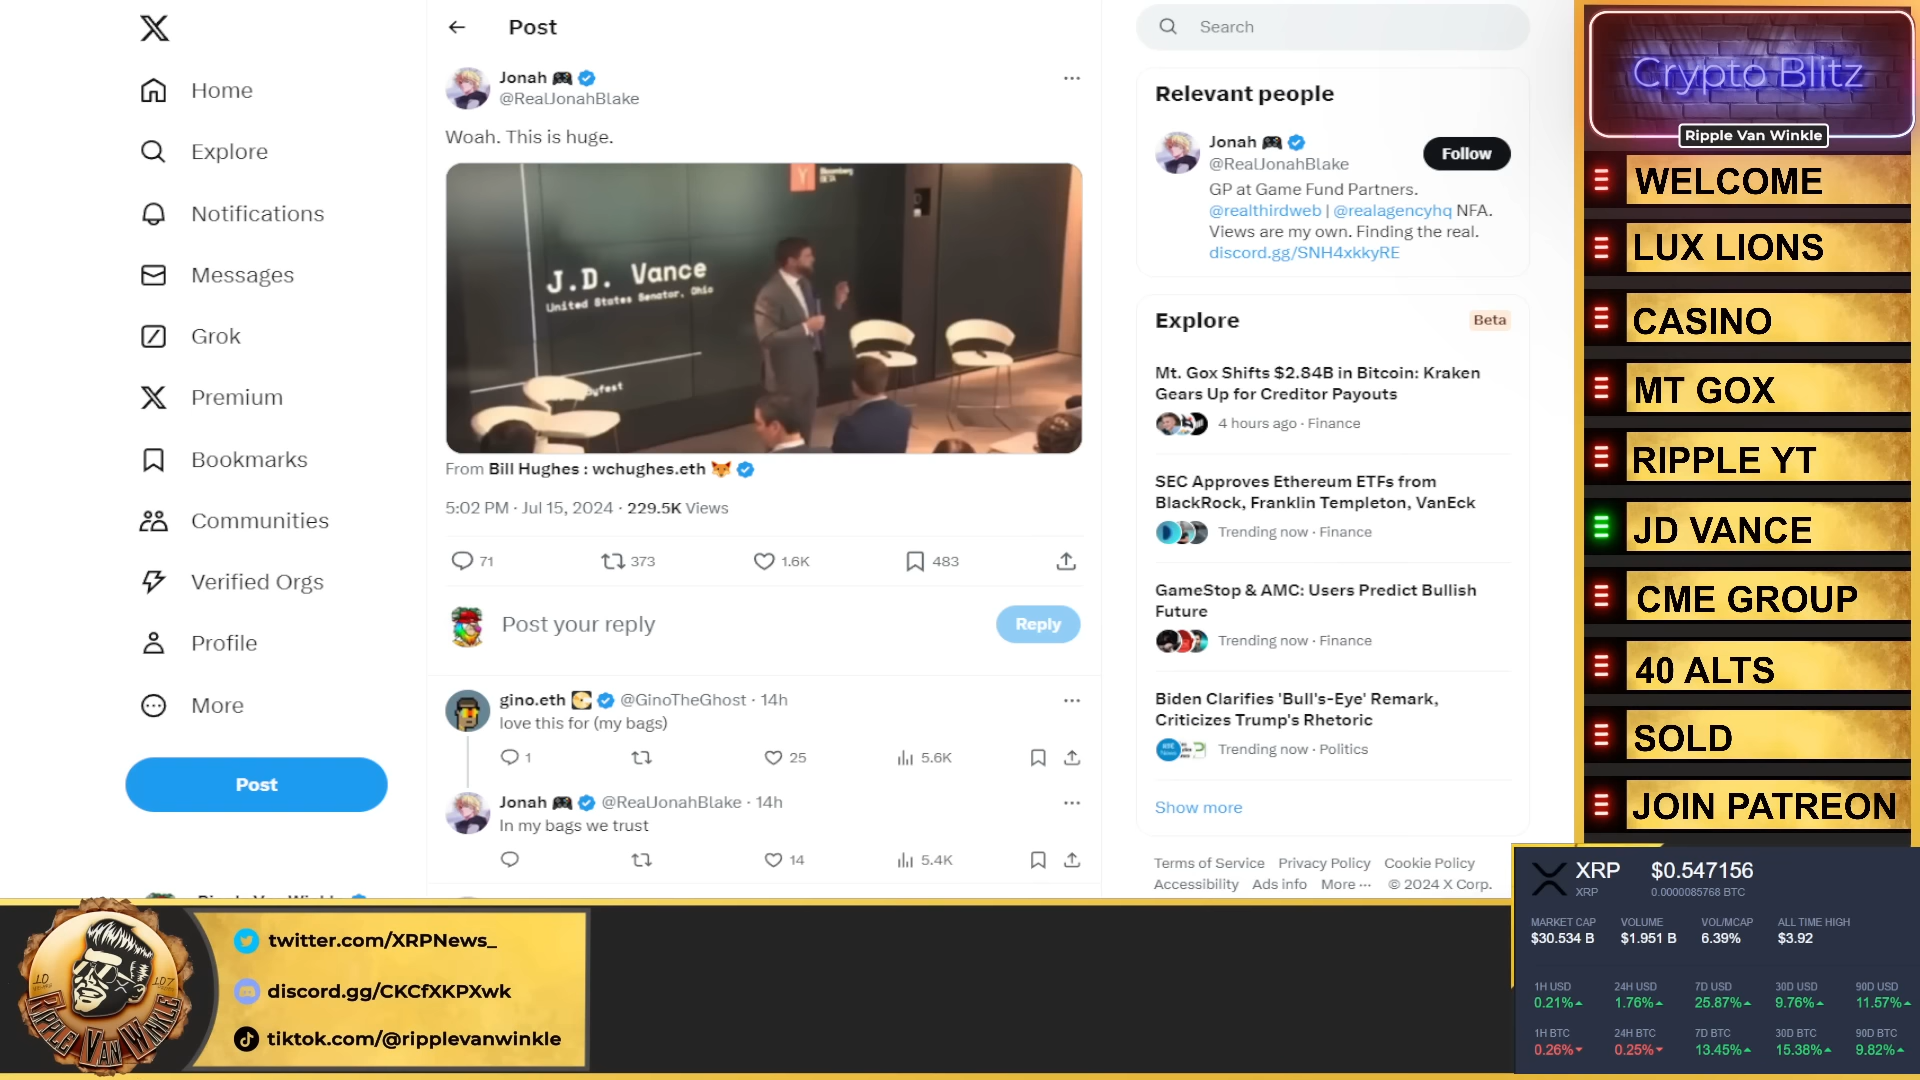 Home
Explore
Notifications
Messages
Grok
Premium
Bookmarks
Communities
Verified Orgs
Profile
More
Post
Post
Jonah
@RealJonahBlake
Woah. This is huge.
J.D. Vance
United States Senator, Ohio
From Bill Hughes : wchughes.eth
5:02 PM · Jul 15, 2024 · 229.5K Views
71
373
1.6K
483
Post your reply
Reply
gino.eth @GinoTheGhost · 14h
love this for (my bags)
1
25
5.6K
Jonah @RealJonahBlake · 14h
In my bags we trust
14
5.4K
Search
Relevant people
Jonah
@RealJonahBlake
Follow
GP at Game Fund Partners.
@realthirdweb | @realagencyhq NFA.
Views are my own. Finding the real.
discord.gg/SNH4xkkyRE
Explore
Beta
Mt. Gox Shifts $2.84B in Bitcoin: Kraken
Gears Up for Creditor Payouts
4 hours ago · Finance
SEC Approves Ethereum ETFs from
BlackRock, Franklin Templeton, VanEck
Trending now · Finance
GameStop & AMC: Users Predict Bullish
Future
Trending now · Finance
Biden Clarifies 'Bull's-Eye' Remark,
Criticizes Trump's Rhetoric
Trending now · Politics
Show more
Terms of Service Privacy Policy Cookie Policy
Accessibility Ads info More ··· © 2024 X Corp.
Crypto Blitz
Ripple Van Winkle
WELCOME
LUX LIONS
CASINO
MT GOX
RIPPLE YT
JD VANCE
CME GROUP
40 ALTS
SOLD
JOIN PATREON
XRP $0.547156
XRP 0.0000085768 BTC
MARKET CAP VOLUME VOL/MCAP ALL TIME HIGH
$30.534 B $1.951 B 6.39% $3.92
1H USD 24H USD 7D USD 30D USD 90D USD
0.21% 1.76% 25.87% 9.76% 11.57%
1H BTC 24H BTC 7D BTC 30D BTC 90D BTC
0.26% 0.25% 13.45% 15.38% 9.82%
RIPPLE VAN WINKLE
twitter.com/XRPNews_
discord.gg/CKCfXKPXwk
tiktok.com/@ripplevanwinkle